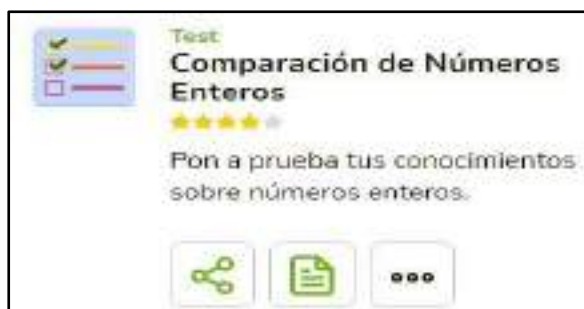 Test
Comparación de Números
Enteros
Pon a prueba tus conocimientos
sobre números enteros.